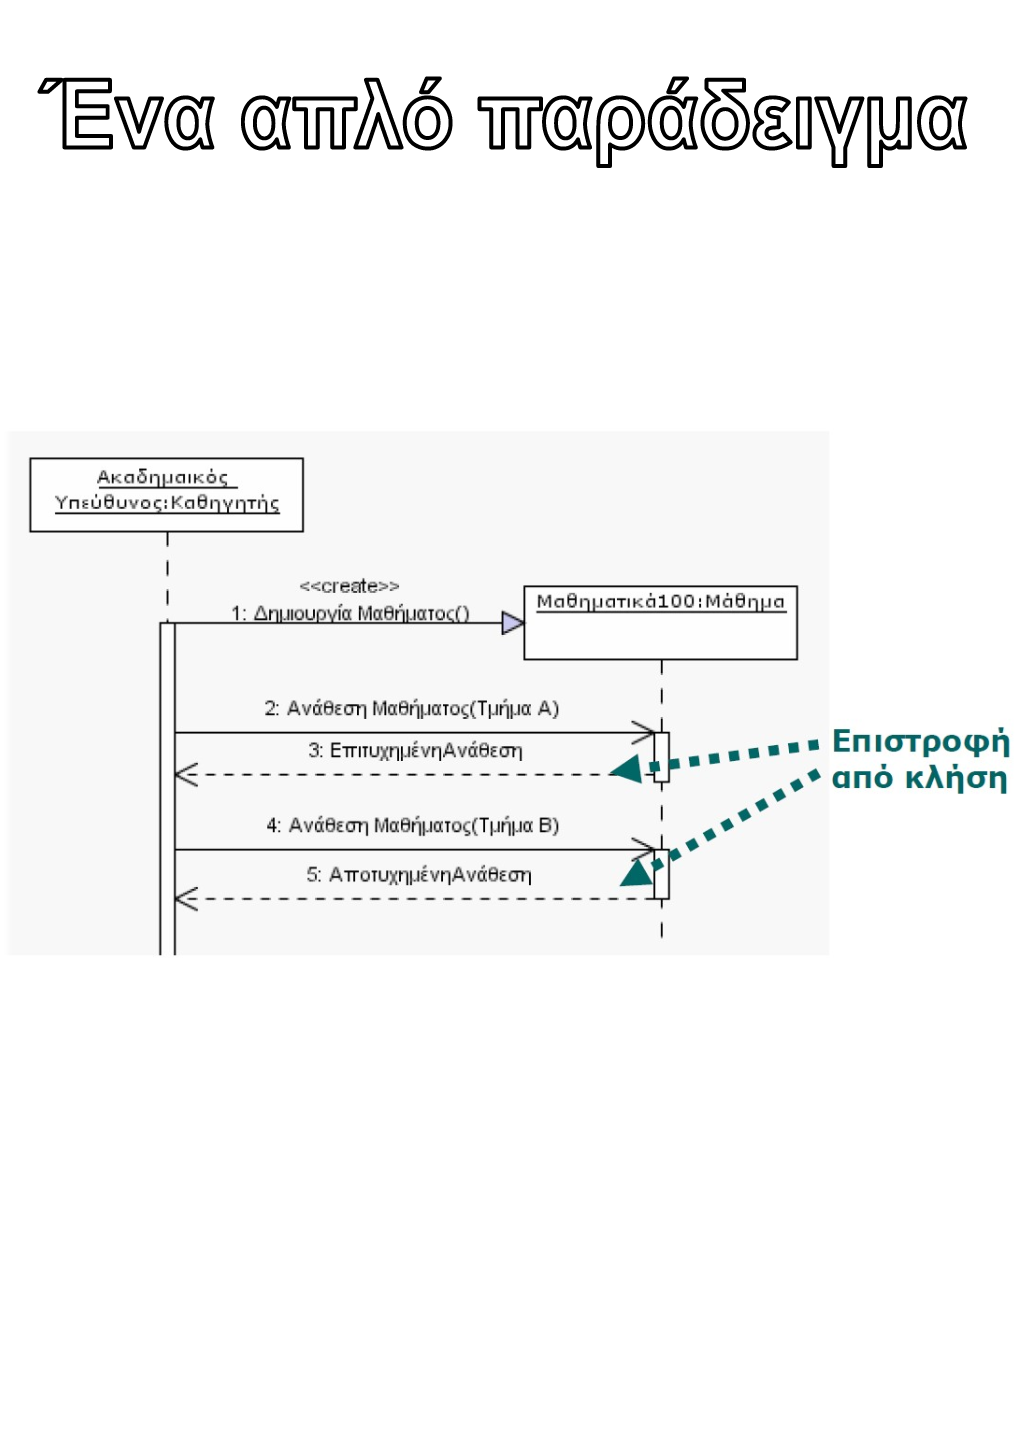 Ένα απλό παράδειγμα
Ακαδημαικός
Υπεύθυνος:Καθηγητής
<<create>>
1: Δημιουργία Μαθήματος()
Μαθηματικά100:Μάθημα
2: Ανάθεση Μαθήματος(Τμήμα Α)
3: ΕπιτυχημένηΑνάθεση
Επιστροφή
από κλήση
4: Ανάθεση Μαθήματος(Τμήμα Β)
5: ΑποτυχημένηΑνάθεση